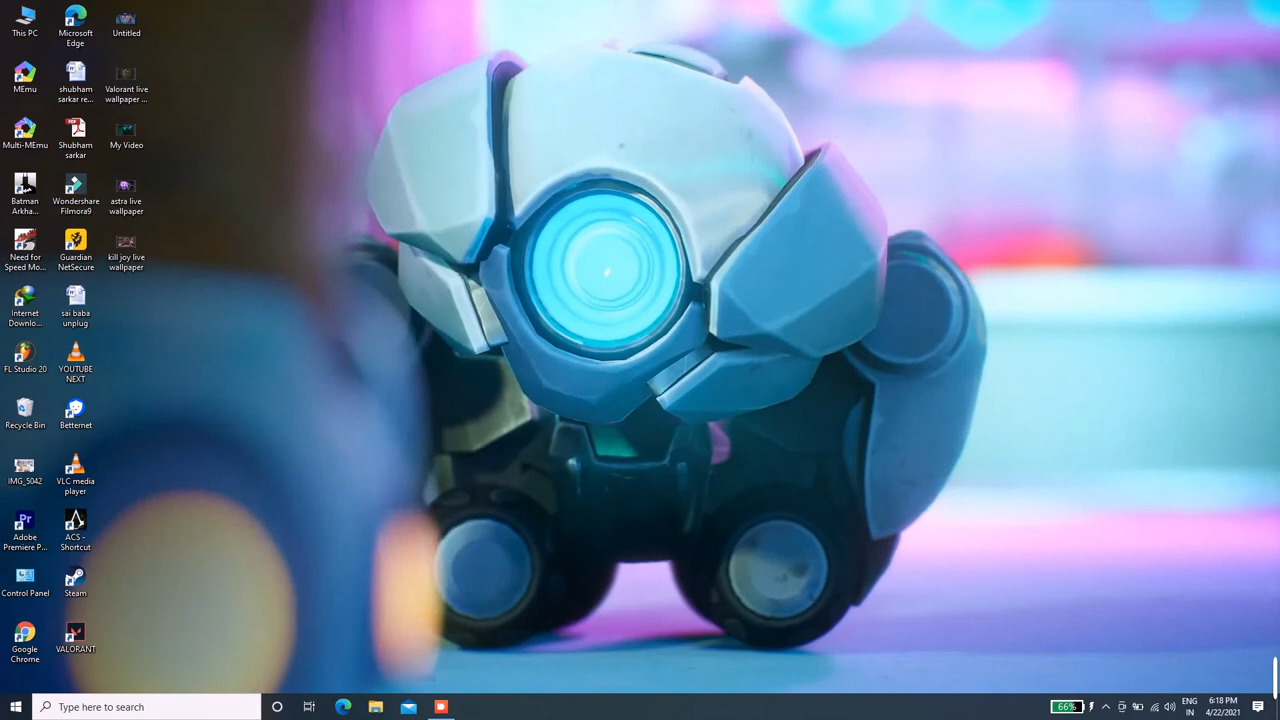 This PC
Microsoft
Edge
Untitled
MEmu
shubham
sarkar re...
Valorant live
wallpaper ...
Multi-MEmu
Shubham
sarkar
My Video
Batman
Arkha...
Wondershare
Filmora9
astra live
wallpaper
Need for
Speed Mo...
Guardian
NetSecure
kill joy live
wallpaper
Internet
Downlo...
sai baba
unplug
FL Studio 20
YOUTUBE
NEXT
Recycle Bin
Betternet
IMG_5042
VLC media
player
Adobe
Premiere P...
ACS -
Shortcut
Control Panel
Steam
Google
Chrome
VALORANT
Type here to search
66%
ENG
IN
6:18 PM
4/22/2021